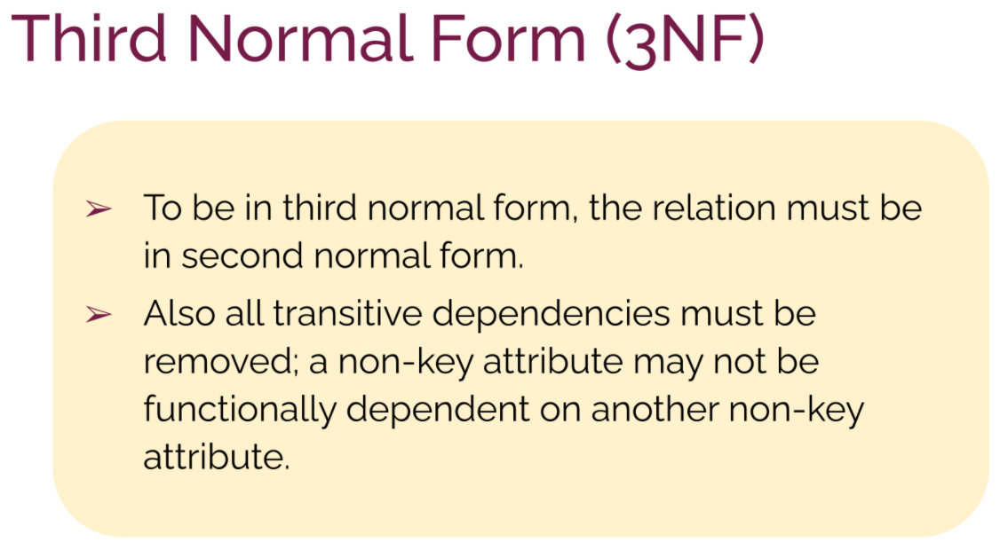 Third Normal Form (3NF)
➢ To be in third normal form, the relation must be
in second normal form.
➢ Also all transitive dependencies must be
removed; a non-key attribute may not be
functionally dependent on another non-key
attribute.